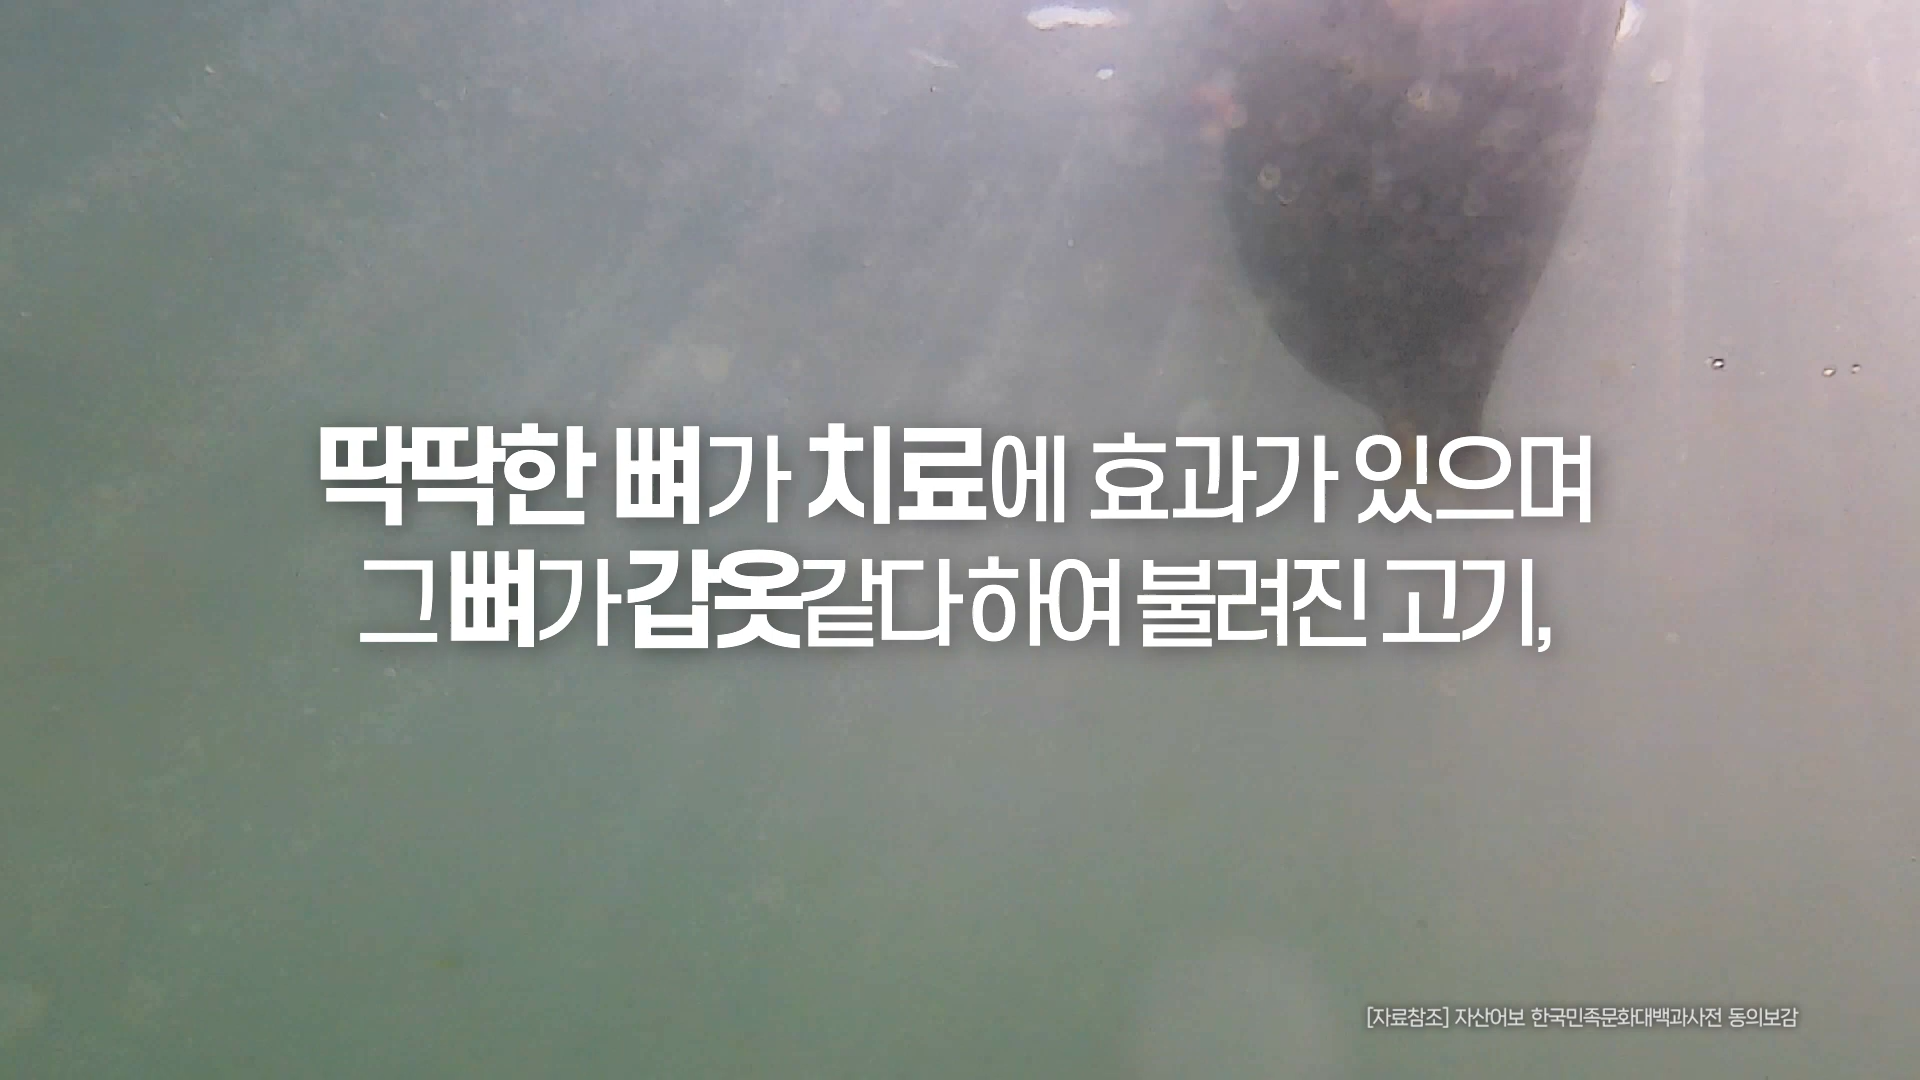 딱딱한 뼈가 치료에 효과가 있으며
그 뼈가 갑옷같다 하여 불려진 고기,
[자료참조] 자산어보 한국민족문화대백과사전 동의보감